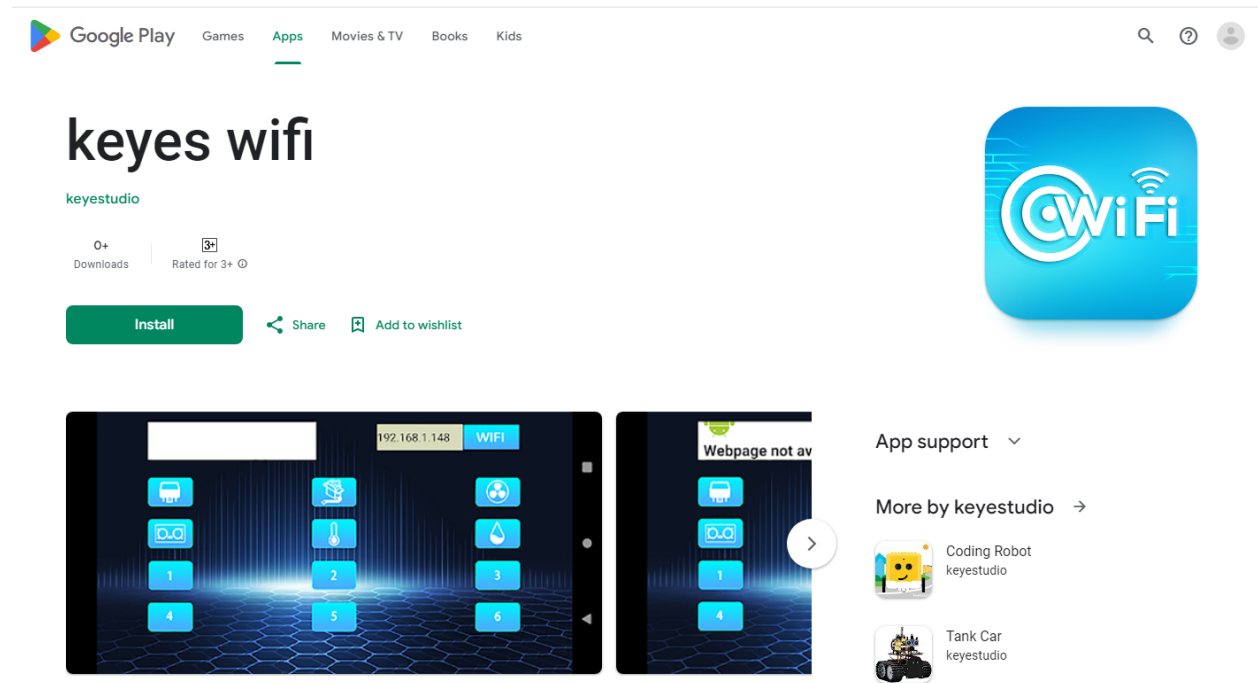 Google Play Games Apps Movies & TV Books Kids
keyes wifi
keyestudio
0+
Downloads
3+
Rated for 3+
Install Share Add to wishlist
WiFi
192.168.1.148 WIFI
1 2 3
4 5 6
Webpage not av
1
4
App support
More by keyestudio
Coding Robot
keyestudio
Tank Car
keyestudio